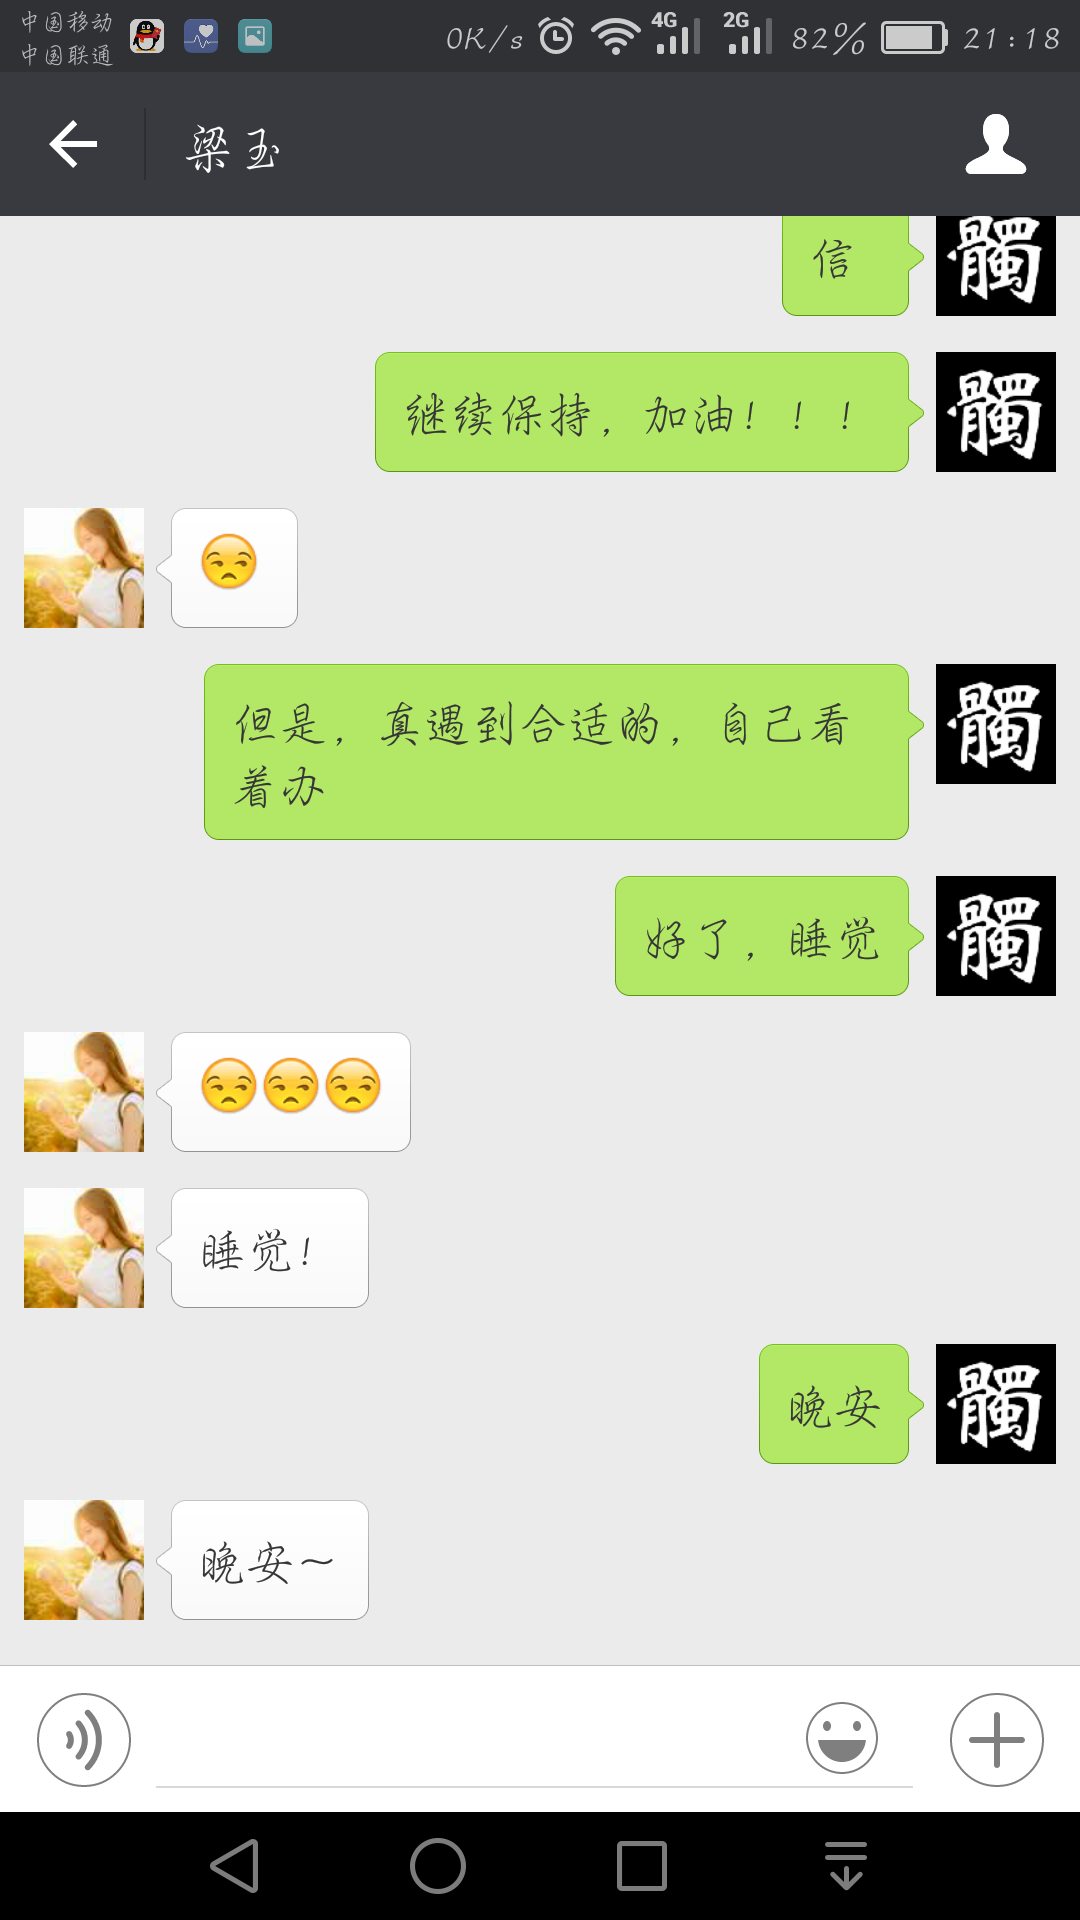 中国移动
中国联通
0K/s 4G 2G 82% 21:18
梁玉
信
髑
继续保持，加油！！！
髑
但是，真遇到合适的，自己看
着办
髑
好了，睡觉
髑
睡觉！
晚安
髑
晚安～